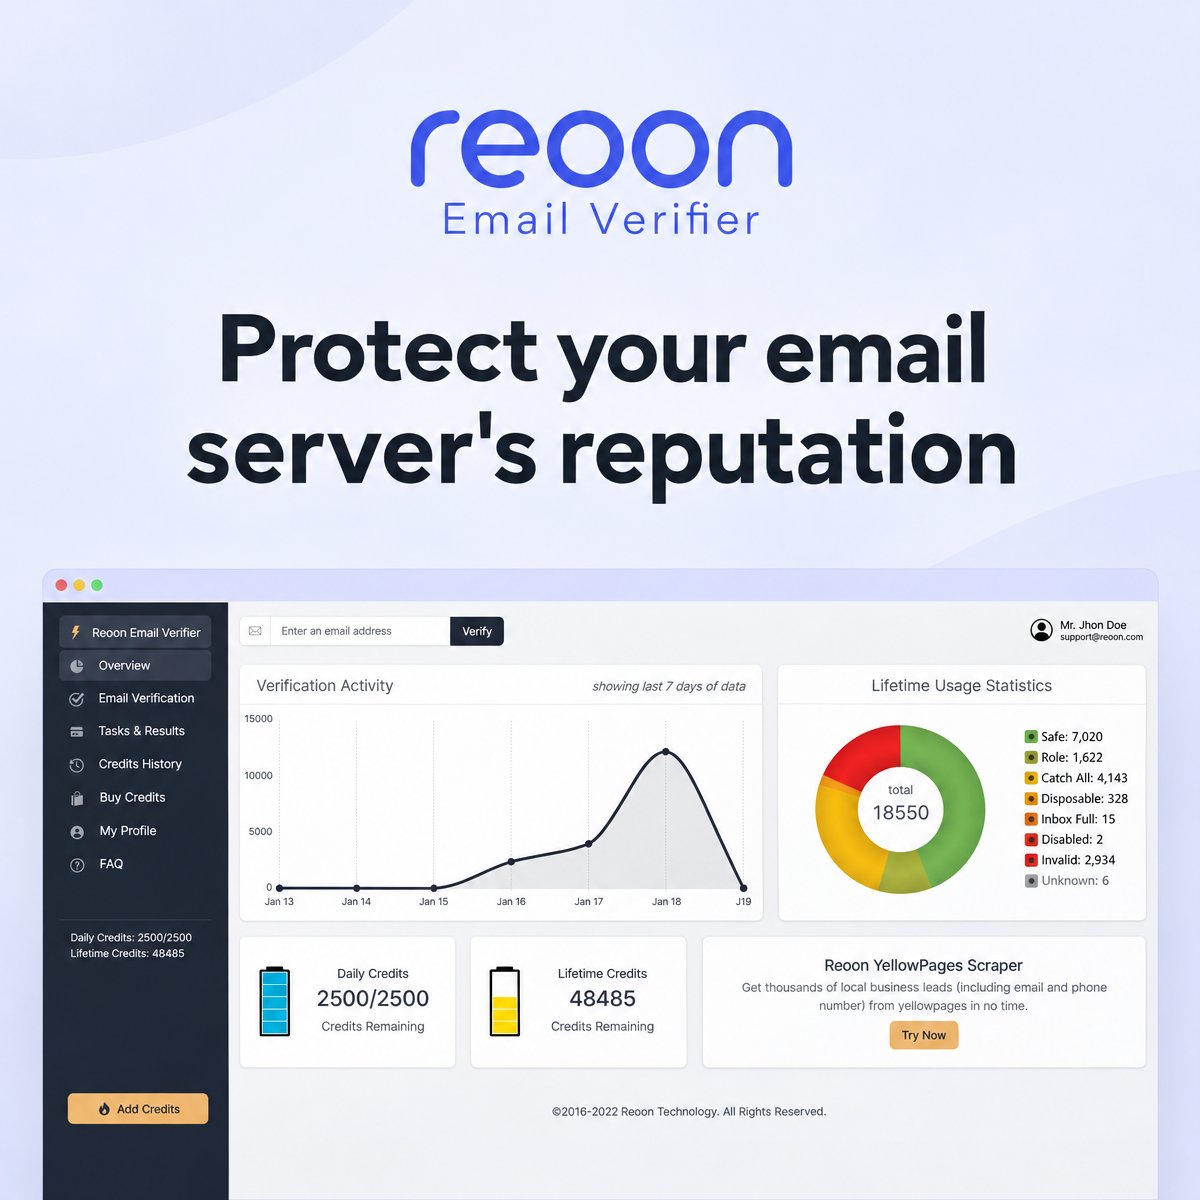 reoon
Email Verifier
Protect your email
server's reputation
Reoon Email Verifier
Overview
Email Verification
Tasks & Results
Credits History
Buy Credits
My Profile
FAQ
Daily Credits: 2500/2500
Lifetime Credits: 48485
Add Credits
Enter an email address
Verify
Mr. Jhon Doe
support@reoon.com
Verification Activity
showing last 7 days of data
15000
10000
5000
0
Jan 13 Jan 14 Jan 15 Jan 16 Jan 17 Jan 18 J19
Lifetime Usage Statistics
total
18550
Safe: 7,020
Role: 1,622
Catch All: 4,143
Disposable: 328
Inbox Full: 15
Disabled: 2
Invalid: 2,934
Unknown: 6
Daily Credits
2500/2500
Credits Remaining
Lifetime Credits
48485
Credits Remaining
Reoon YellowPages Scraper
Get thousands of local business leads (including email and phone
number) from yellowpages in no time.
Try Now
©2016-2022 Reoon Technology. All Rights Reserved.